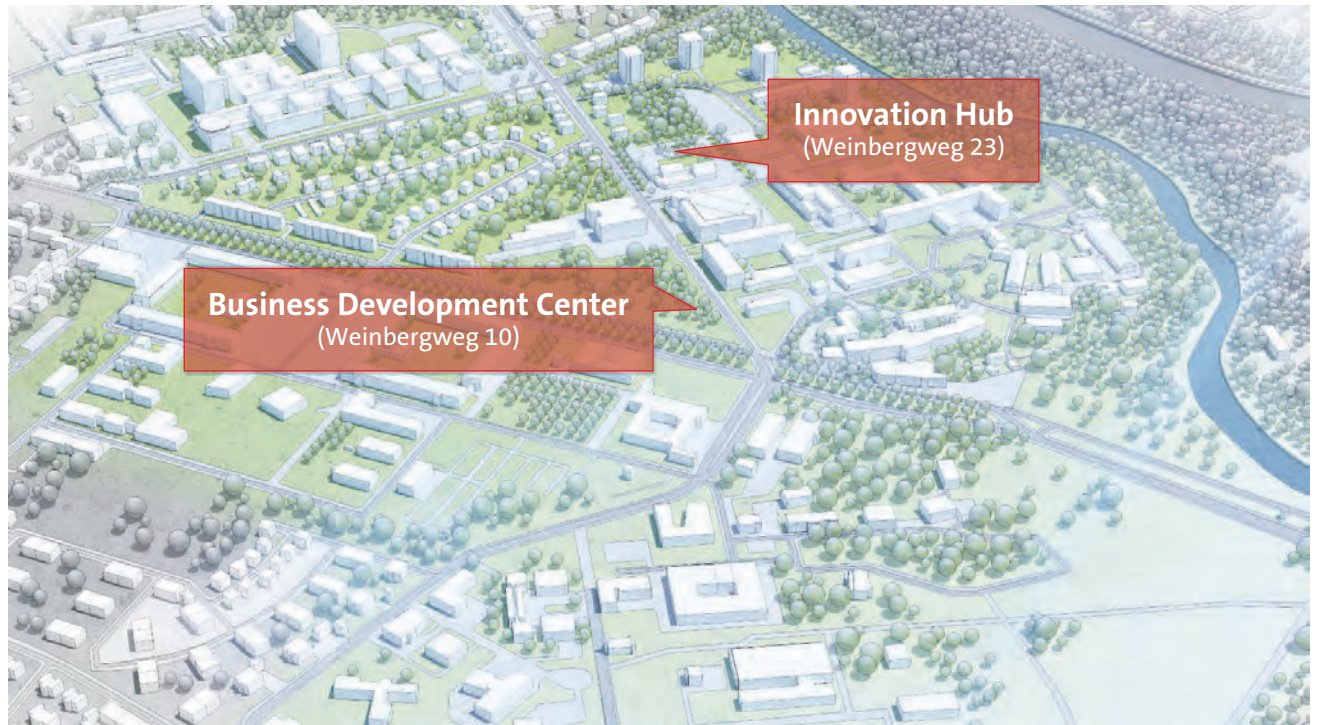 Innovation Hub
(Weinbergweg 23)
Business Development Center
(Weinbergweg 10)